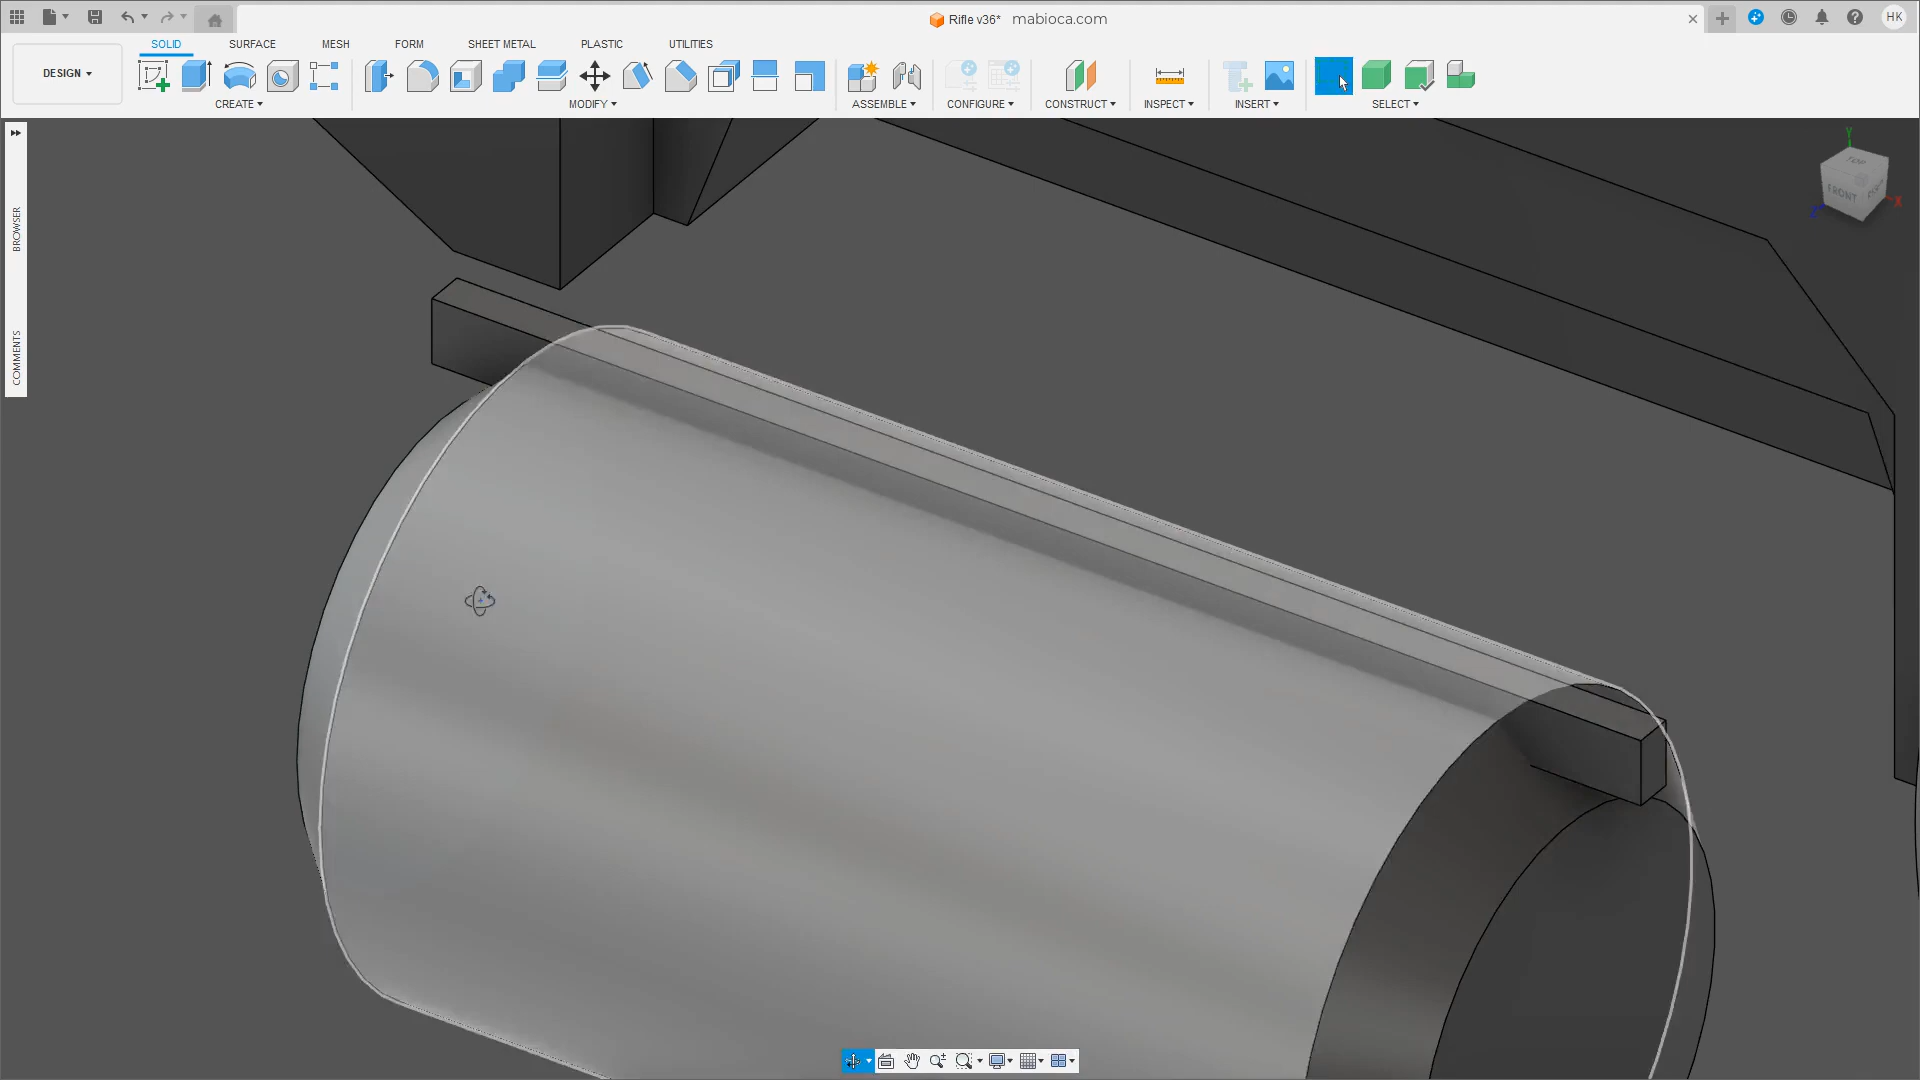 Rifle v36* mabioca.com
HK
DESIGN
SOLID SURFACE MESH FORM SHEET METAL PLASTIC UTILITIES
CREATE MODIFY ASSEMBLE CONFIGURE CONSTRUCT INSPECT INSERT SELECT
BROWSER
COMMENTS
Y
TOP
FRONT
Z
X